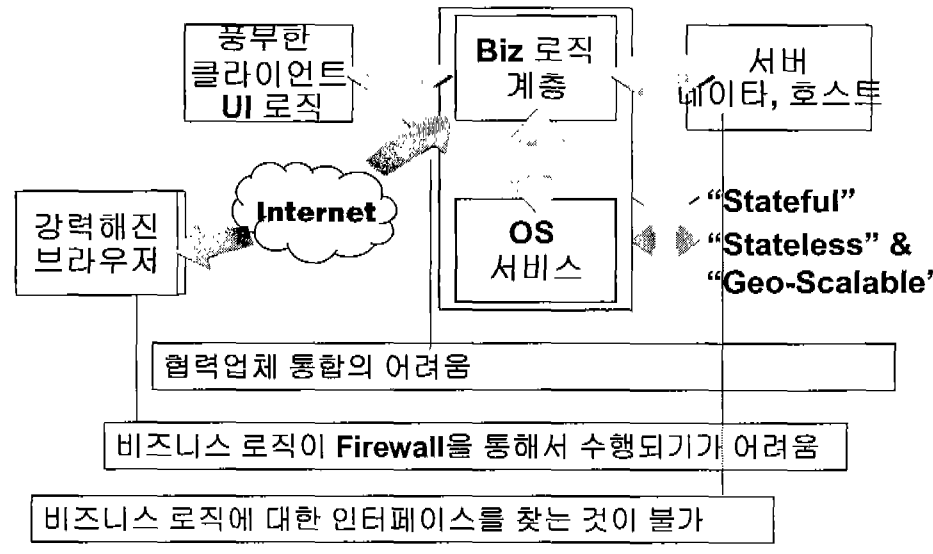 풍부한
클라이언트
UI 로직
Biz 로직
계층
서버
데이타, 호스트
Internet
강력해진
브라우저
OS
서비스
“Stateful”
“Stateless” &
“Geo-Scalable’
협력업체 통합의 어려움
비즈니스 로직이 Firewall을 통해서 수행되기가 어려움
비즈니스 로직에 대한 인터페이스를 찾는 것이 불가